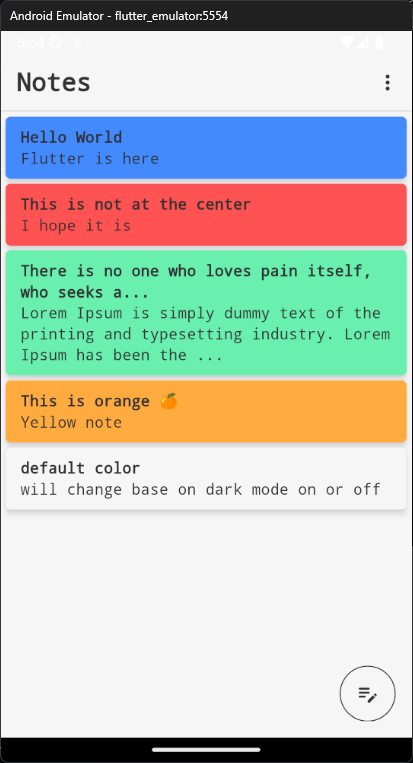 Android Emulator - flutter_emulator:5554
5:54
Notes
Hello World
Flutter is here
This is not at the center
I hope it is
There is no one who loves pain itself,
who seeks a...
Lorem Ipsum is simply dummy text of the
printing and typesetting industry. Lorem
Ipsum has been the ...
This is orange 🍊
Yellow note
default color
will change base on dark mode on or off